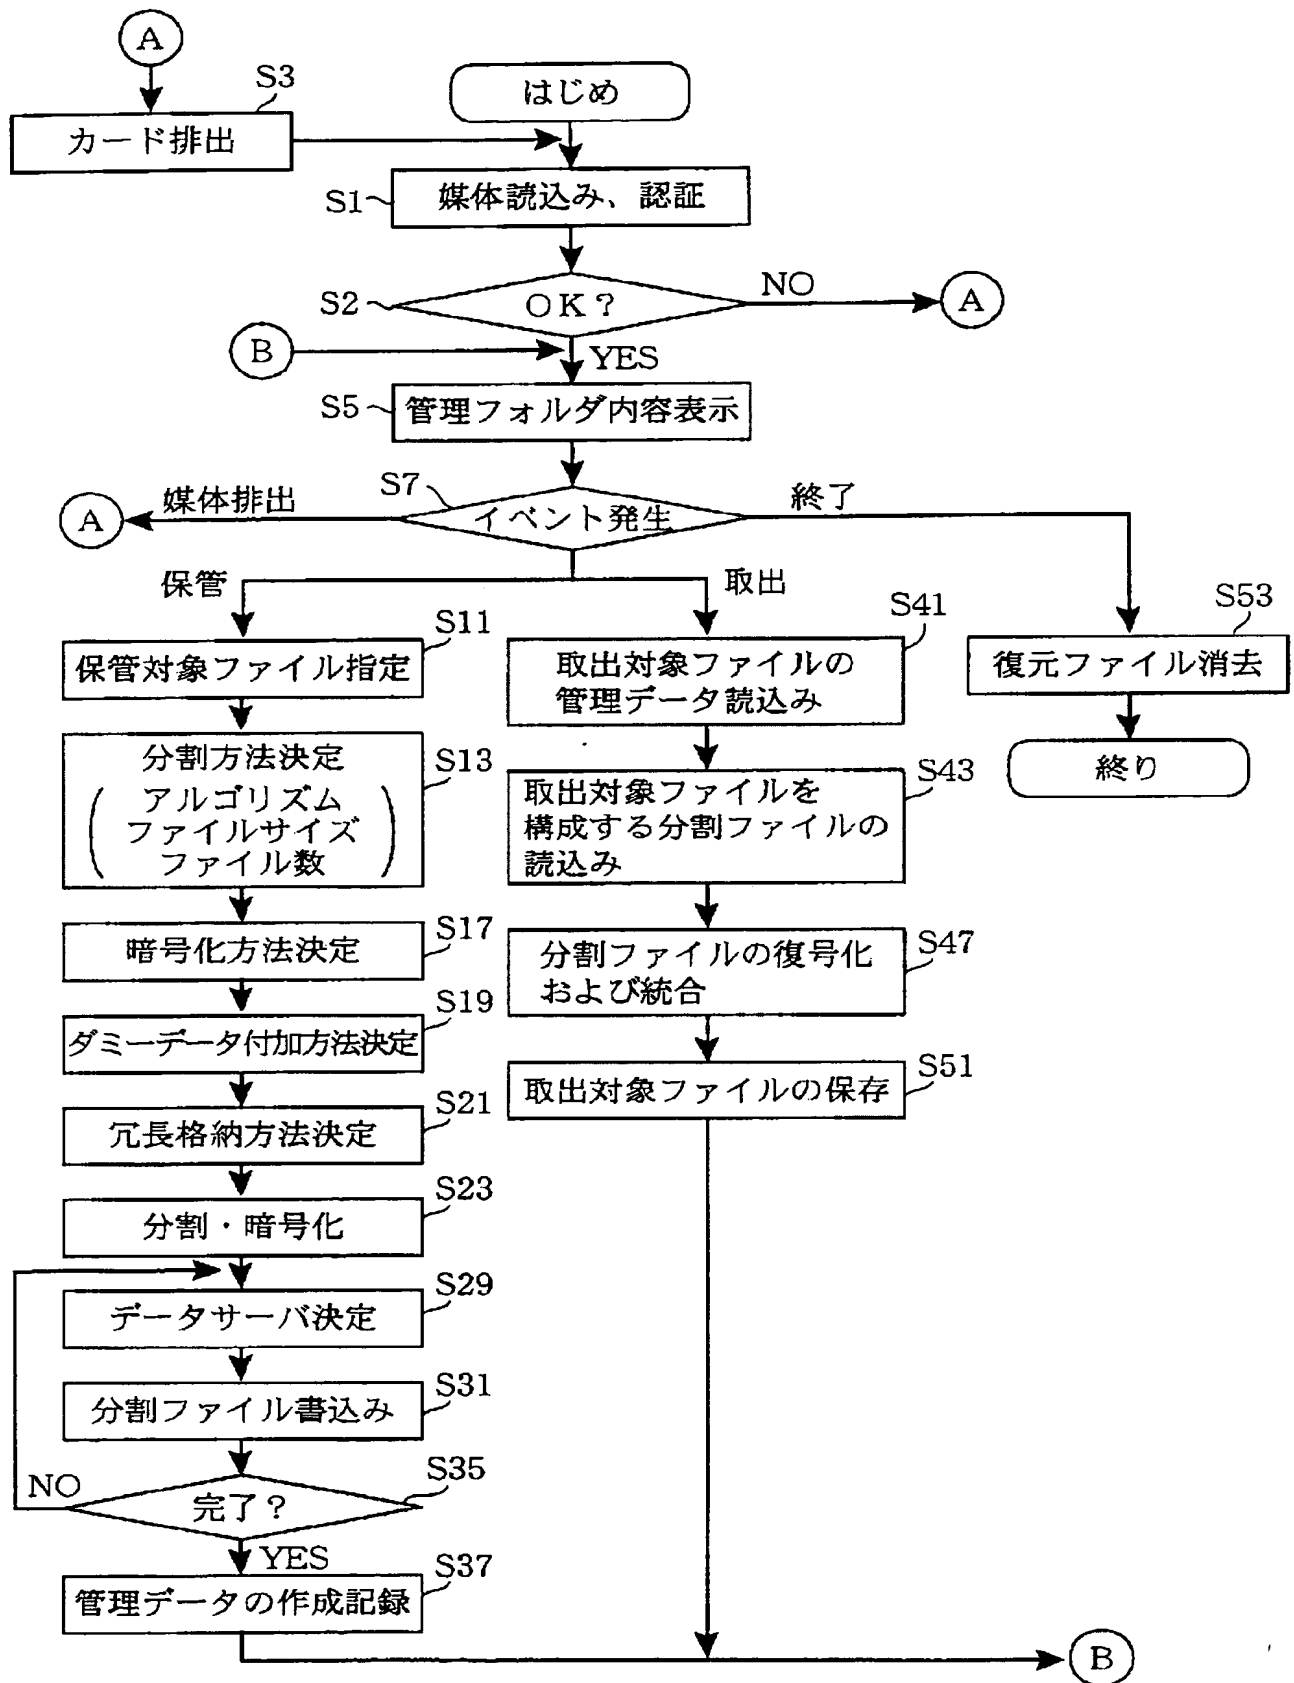 A
S3
カード排出
はじめ
S1
媒体読込み、認証
S2
OK?
NO
A
B
YES
S5
管理フォルダ内容表示
S7
イベント発生
媒体排出
A
終了
保管
取出
S11
保管対象ファイル指定
S13
分割方法決定
アルゴリズム
ファイルサイズ
ファイル数
S17
暗号化方法決定
S19
ダミーデータ付加方法決定
S21
冗長格納方法決定
S23
分割・暗号化
S29
データサーバ決定
S31
分割ファイル書込み
S35
完了?
NO
YES
S37
管理データの作成記録
S41
取出対象ファイルの
管理データ読込み
S43
取出対象ファイルを
構成する分割ファイルの
読込み
S47
分割ファイルの復号化
および統合
S51
取出対象ファイルの保存
S53
復元ファイル消去
終り
B